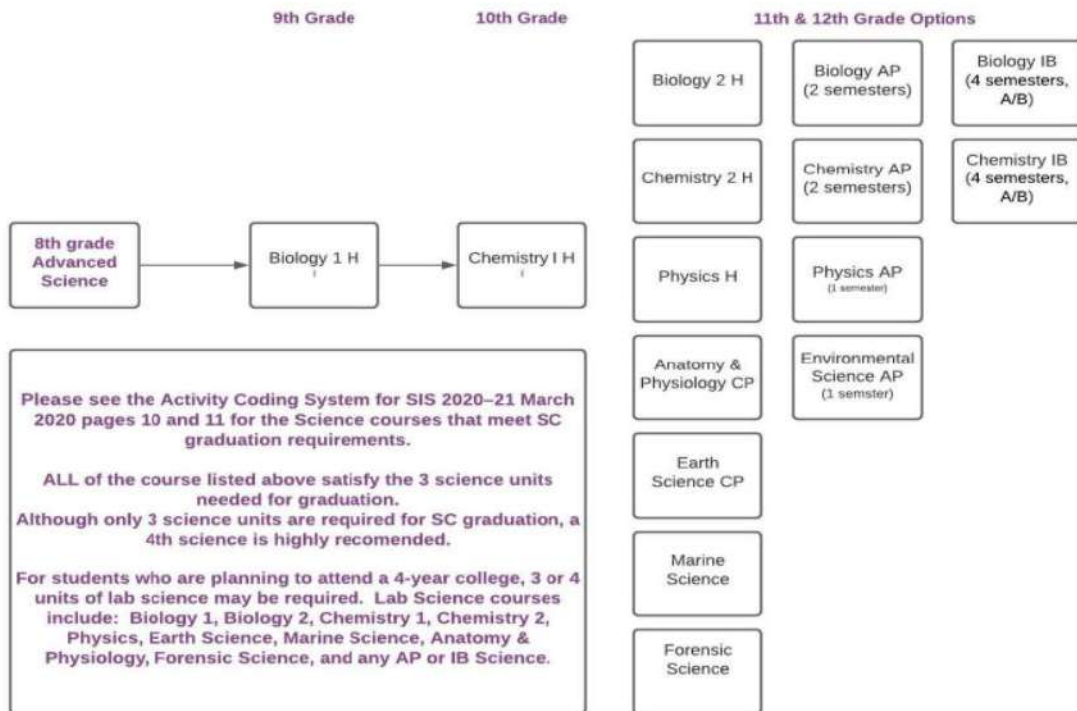 9th Grade
10th Grade
11th & 12th Grade Options
8th grade
Advanced
Science
Biology 1 H
Chemistry I H
Biology 2 H
Biology AP
(2 semesters)
Biology IB
(4 semesters,
A/B)
Chemistry 2 H
Chemistry AP
(2 semesters)
Chemistry IB
(4 semesters,
A/B)
Physics H
Physics AP
(1 semester)
Anatomy &
Physiology CP
Environmental
Science AP
(1 semster)
Earth
Science CP
Marine
Science
Forensic
Science
Please see the Activity Coding System for SIS 2020–21 March
2020 pages 10 and 11 for the Science courses that meet SC
graduation requirements.
ALL of the course listed above satisfy the 3 science units
needed for graduation.
Although only 3 science units are required for SC graduation, a
4th science is highly recomended.
For students who are planning to attend a 4-year college, 3 or 4
units of lab science may be required. Lab Science courses
include: Biology 1, Biology 2, Chemistry 1, Chemistry 2,
Physics, Earth Science, Marine Science, Anatomy &
Physiology, Forensic Science, and any AP or IB Science.